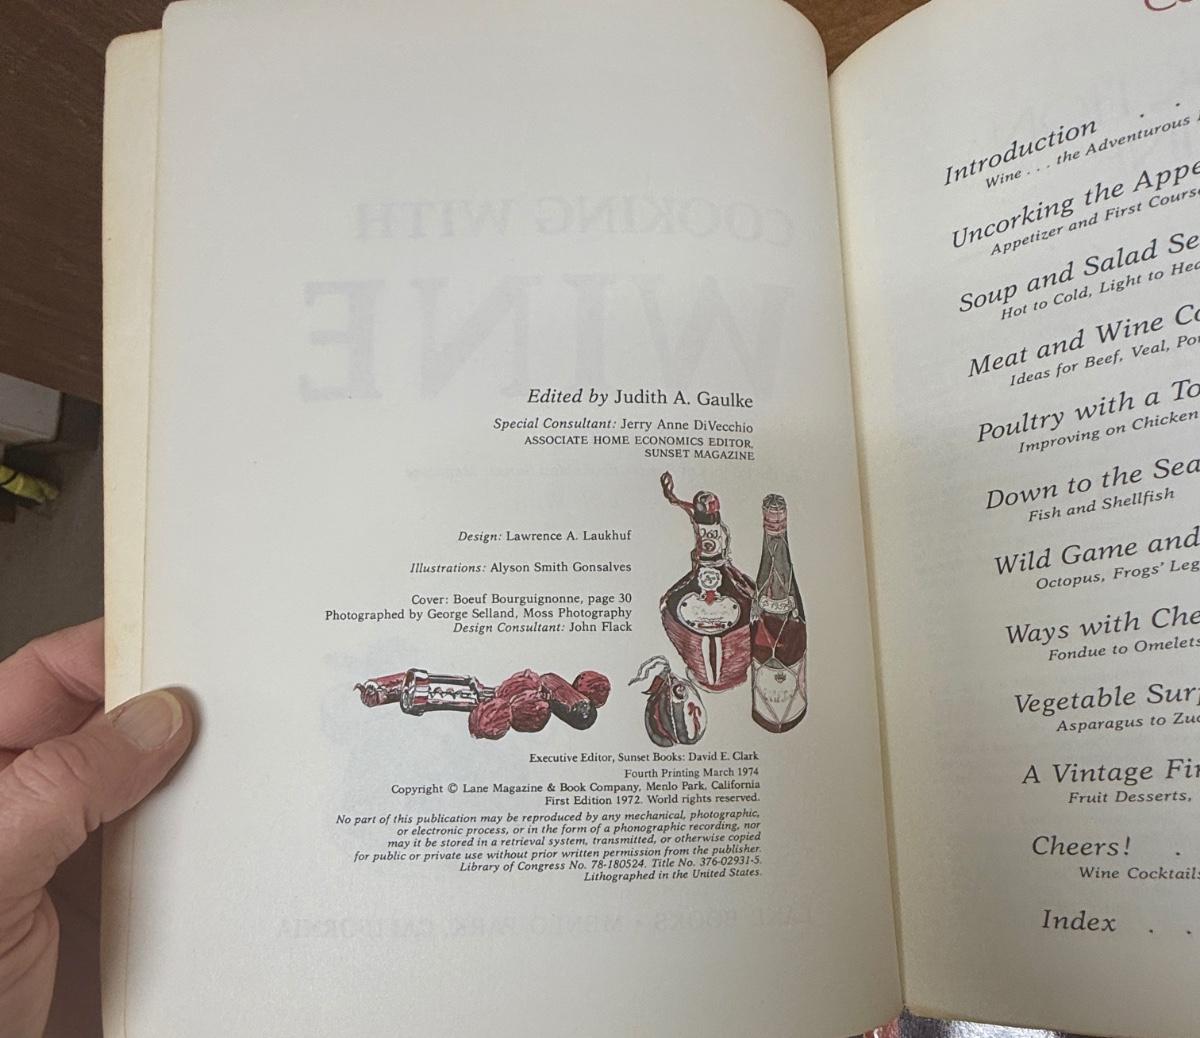 Edited by Judith A. Gaulke
Special Consultant: Jerry Anne DiVecchio
ASSOCIATE HOME ECONOMICS EDITOR,
SUNSET MAGAZINE
Design: Lawrence A. Laukhuf
Illustrations: Alyson Smith Gonsalves
Cover: Boeuf Bourguignonne, page 30
Photographed by George Selland, Moss Photography
Design Consultant: John Flack
Executive Editor, Sunset Books: David E. Clark
Fourth Printing March 1974
Copyright © Lane Magazine & Book Company, Menlo Park, California
First Edition 1972. World rights reserved.
No part of this publication may be reproduced by any mechanical, photographic,
or electronic process, or in the form of a phonographic recording, nor
may it be stored in a retrieval system, transmitted, or otherwise copied
for public or private use without prior written permission from the publisher.
Library of Congress No. 78-180524. Title No. 376-02931-5.
Lithographed in the United States.
Introduction . .
Wine . . . the Adventurous
Uncorking the Appe
Appetizer and First Cours
Soup and Salad Se
Hot to Cold, Light to Hea
Meat and Wine Co
Ideas for Beef, Veal, Po
Poultry with a To
Improving on Chicken
Down to the Sea
Fish and Shellfish
Wild Game and
Octopus, Frogs' Leg
Ways with Che
Fondue to Omelets
Vegetable Sur
Asparagus to Zu
A Vintage Fi
Fruit Desserts,
Cheers! .
Wine Cocktails
Index . .